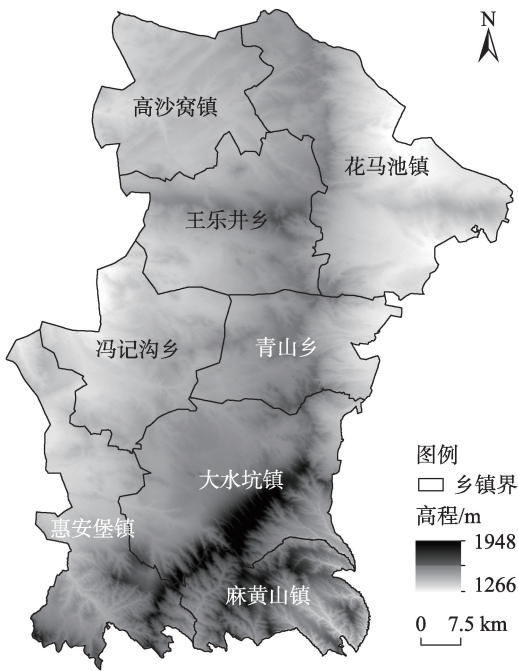 N
高沙窝镇
花马池镇
王乐井乡
冯记沟乡
青山乡
大水坑镇
惠安堡镇
麻黄山镇
图例
乡镇界
高程/m
1948
1266
0 7.5 km